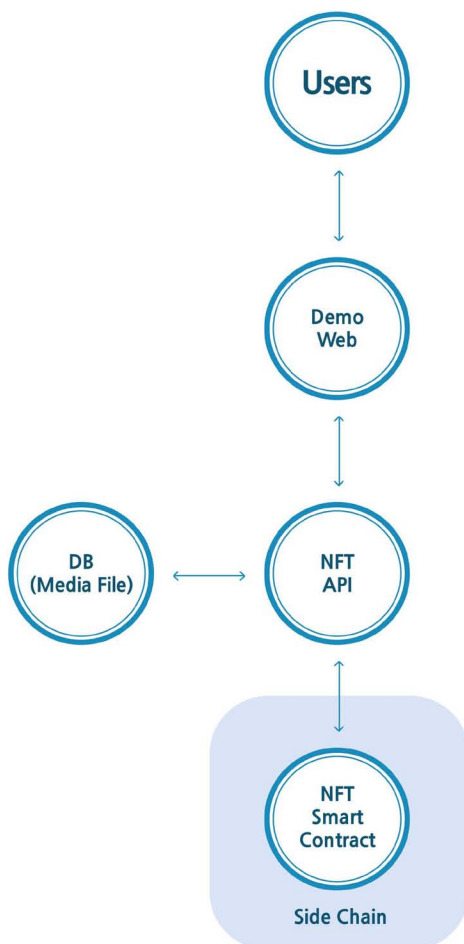 Users
Demo
Web
DB
(Media File)
NFT
API
NFT
Smart
Contract
Side Chain